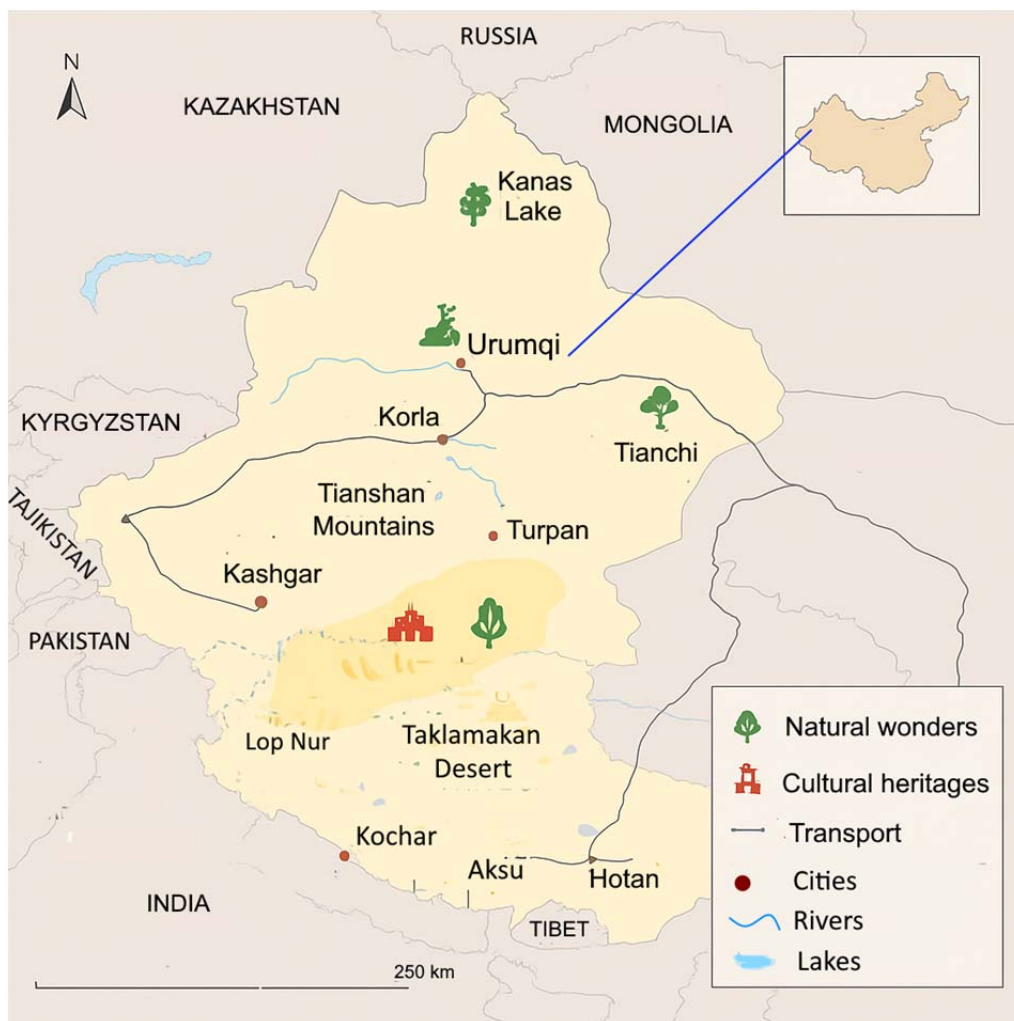 RUSSIA
N
KAZAKHSTAN
MONGOLIA
Kanas
Lake
Urumqi
KYRGYZSTAN
Korla
Tianchi
TAJIKISTAN
Tianshan
Mountains
Turpan
Kashgar
PAKISTAN
Lop Nur
Taklamakan
Desert
Kochar
Aksu
Hotan
INDIA
TIBET
250 km
Natural wonders
Cultural heritages
Transport
Cities
Rivers
Lakes